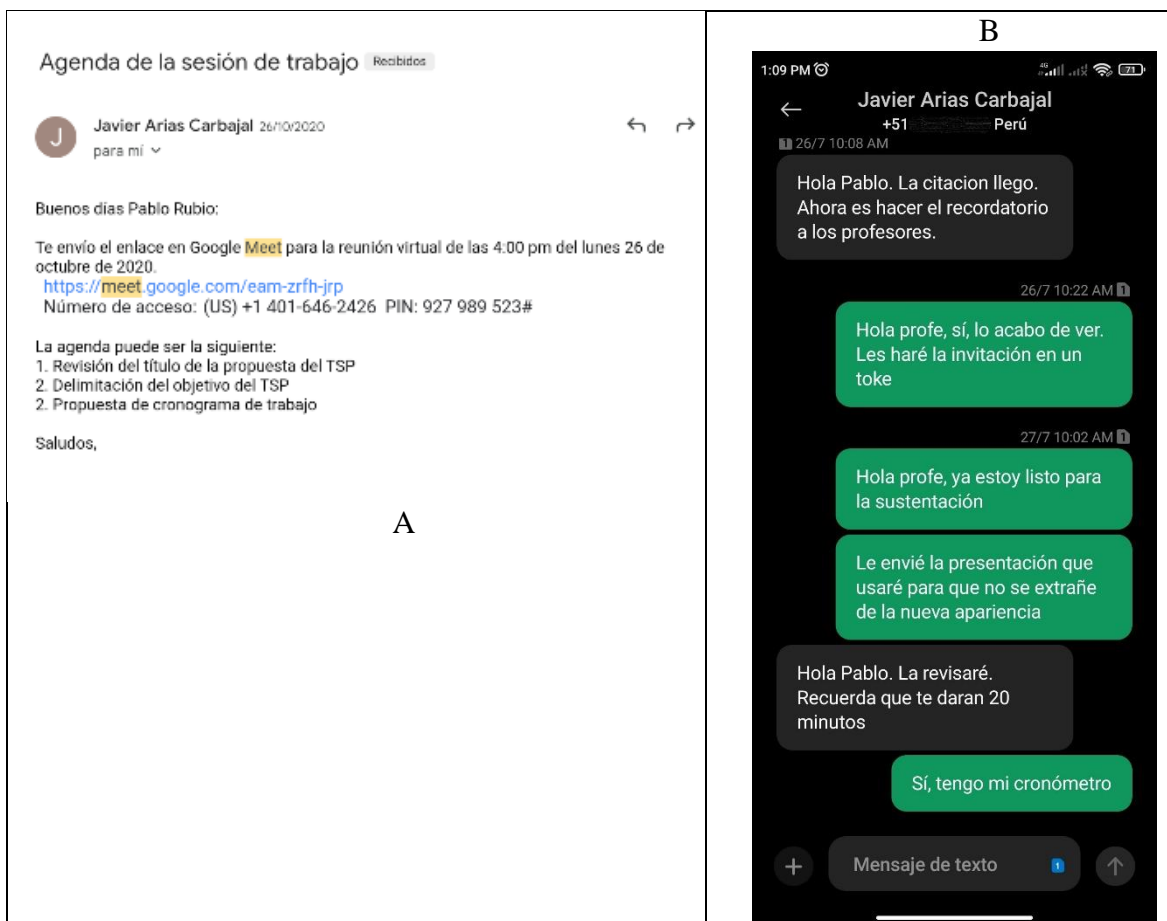 Agenda de la sesión de trabajo Recibidos
J
Javier Arias Carbajal 26/10/2020
para mí
Buenos días Pablo Rubio:
Te envío el enlace en Google Meet para la reunión virtual de las 4:00 pm del lunes 26 de
octubre de 2020.
https://meet.google.com/eam-zrfh-jrp
Número de acceso: (US) +1 401-646-2426 PIN: 927 989 523#
La agenda puede ser la siguiente:
1. Revisión del título de la propuesta del TSP
2. Delimitación del objetivo del TSP
2. Propuesta de cronograma de trabajo
Saludos,
A
B
1:09 PM 4G 71
Javier Arias Carbajal
+51 Perú
1 26/7 10:08 AM
Hola Pablo. La citacion llego.
Ahora es hacer el recordatorio
a los profesores.
26/7 10:22 AM 1
Hola profe, sí, lo acabo de ver.
Les haré la invitación en un
toke
27/7 10:02 AM 1
Hola profe, ya estoy listo para
la sustentación
Le envié la presentación que
usaré para que no se extrañe
de la nueva apariencia
Hola Pablo. La revisaré.
Recuerda que te daran 20
minutos
Sí, tengo mi cronómetro
Mensaje de texto 1